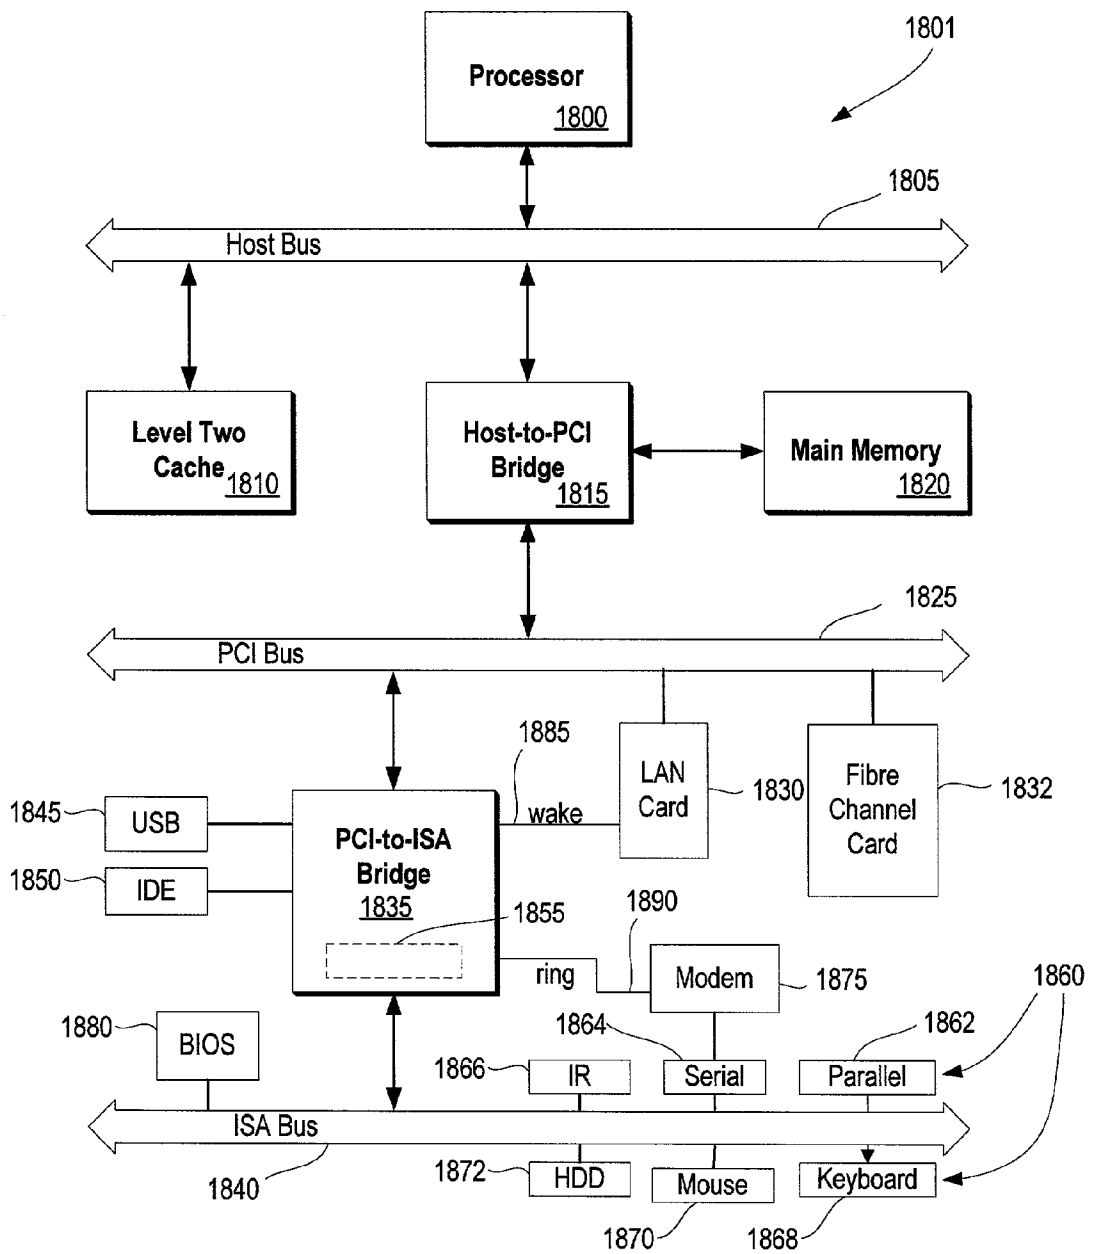 1801
Processor
1800
1805
Host Bus
Level Two
Cache
1810
Host-to-PCI
Bridge
1815
Main Memory
1820
1825
PCI Bus
1885
wake
LAN
Card
1830
Fibre
Channel
Card
1832
1845
USB
1850
IDE
PCI-to-ISA
Bridge
1835
1855
1890
ring
Modem
1875
1860
1880
BIOS
1866
IR
1864
Serial
1862
Parallel
ISA Bus
1840
1872
HDD
Mouse
1870
Keyboard
1868